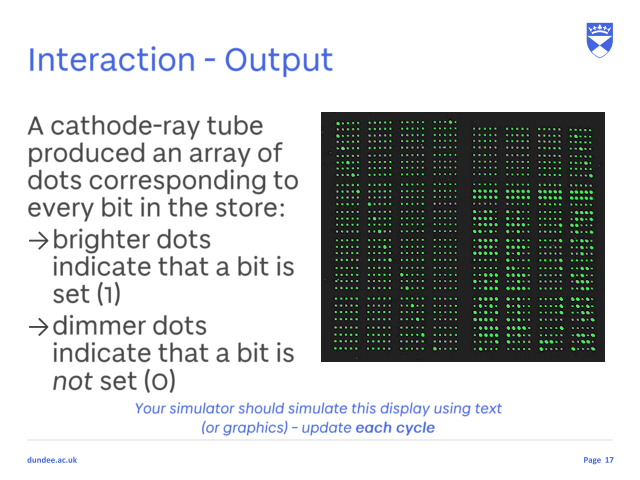 Interaction - Output
A cathode-ray tube
produced an array of
dots corresponding to
every bit in the store:
→brighter dots
indicate that a bit is
set (1)
→dimmer dots
indicate that a bit is
not set (0)
Your simulator should simulate this display using text
(or graphics) – update each cycle
dundee.ac.uk
Page 17